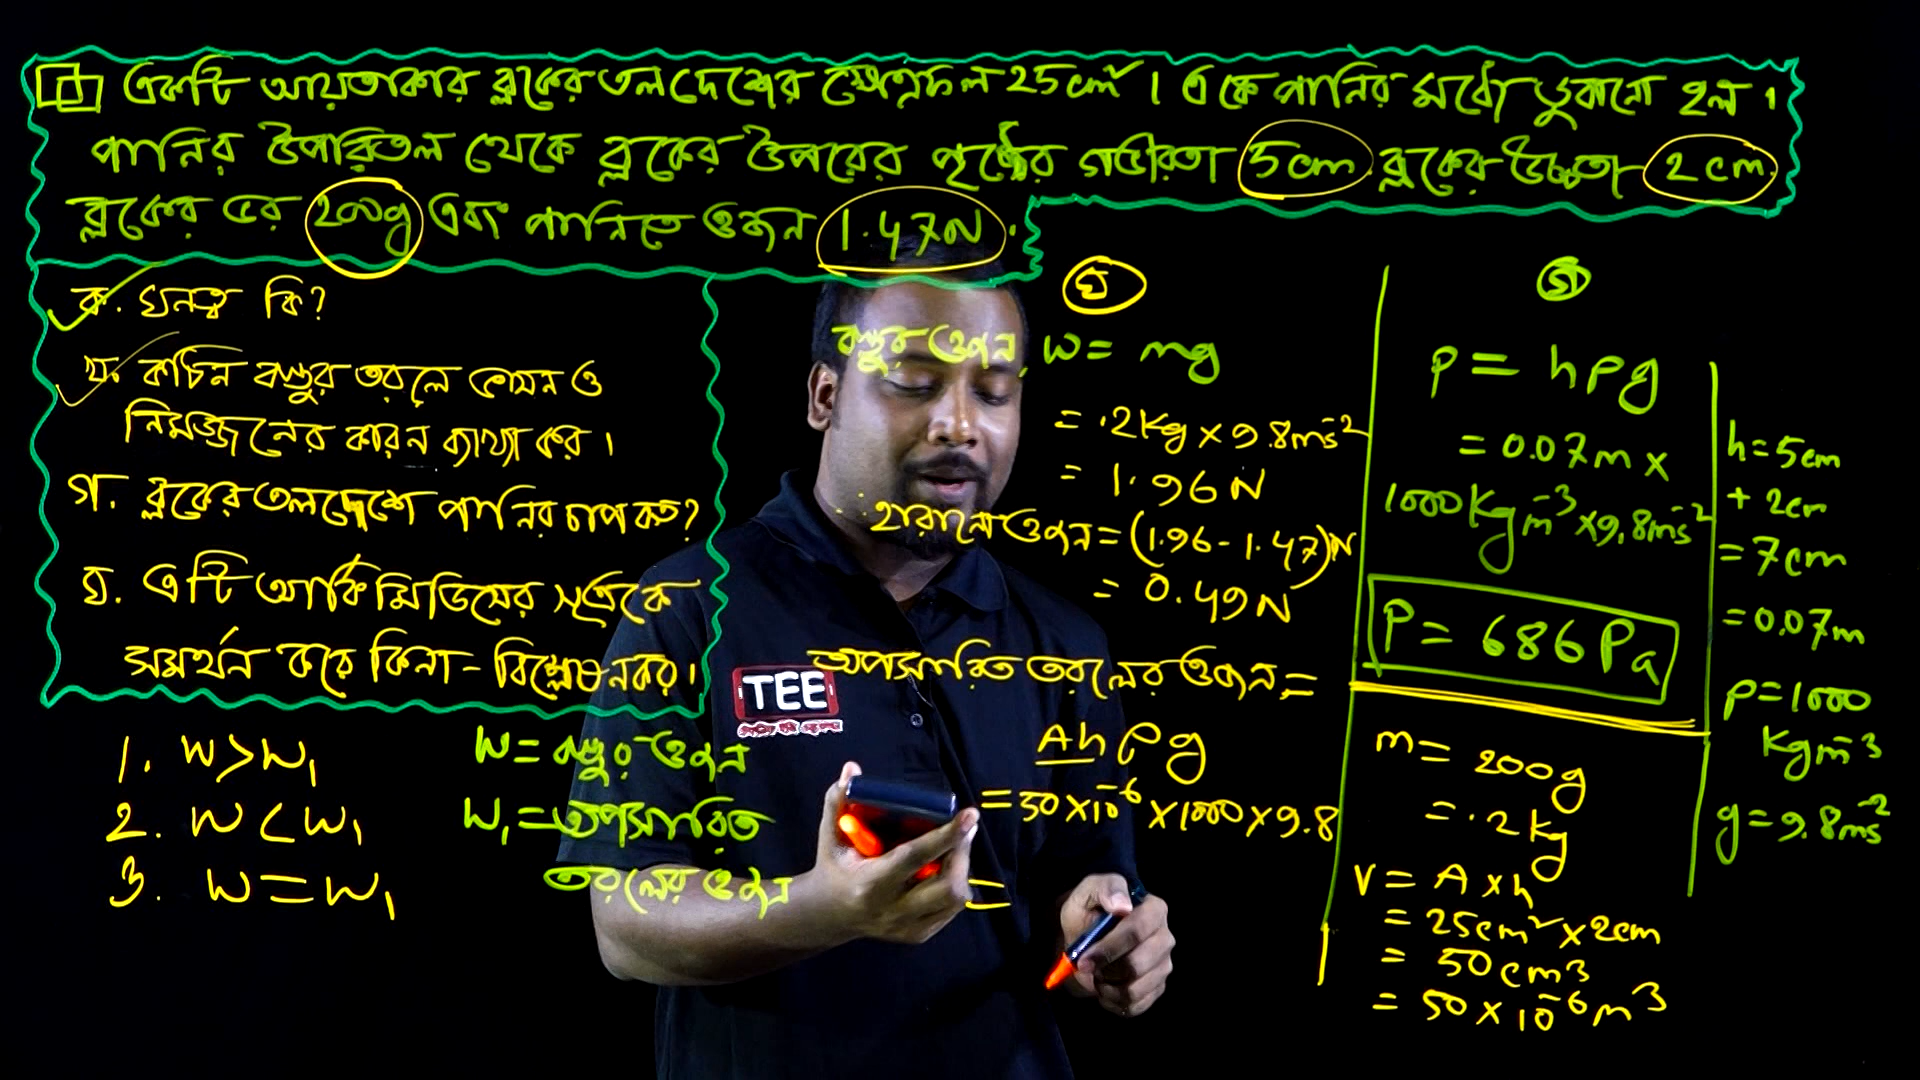 একটি আয়তাকার ব্লকের তলদেশের ক্ষেত্রফল 25cm² । একে পানির মধ্যে ডুবানো হল ।
পানির উপরিতল থেকে ব্লকের উপরের পৃষ্ঠের গভীরতা 5cm. ব্লকের উচ্চতা 2cm.
ব্লকের ভর 200g এবং পানিতে ওজন 1.47N .
ক. ঘনত্ব কি?
খ. কঠিন বস্তুর তরলে ভাসন ও
নিমজ্জনের কারন ব্যাখ্যা কর ।
গ. ব্লকের তলদেশে পানির চাপ কত?
ঘ. এটি আর্কিমিডিসের সূত্রকে
সমর্থন করে কিনা - বিশ্লেষণ কর ।
1. W>W₁
2. W<W₁
3. W=W₁
W= বস্তুর ওজন
W₁= অপসারিত
তরলের ওজন
ঘ
বস্তুর ওজন, W= mg
= .2Kg × 9.8ms⁻²
= 1.96 N
∴ হারানো ওজন = (1.96 - 1.47)N
= 0.49N
অপসারিত তরলের ওজন, =
Ahρg
= 50×10⁻⁶×1000×9.8
=
গ
P = hρg
= 0.07m ×
1000Kgm⁻³×9.8ms⁻²
P = 686Pa
h=5cm
+ 2cm
= 7cm
= 0.07m
ρ=1000
Kgm⁻³
g=9.8ms⁻²
m= 200g
= .2Kg
V= A×h
= 25cm²×2cm
= 50cm³
= 50×10⁻⁶m³
TEE